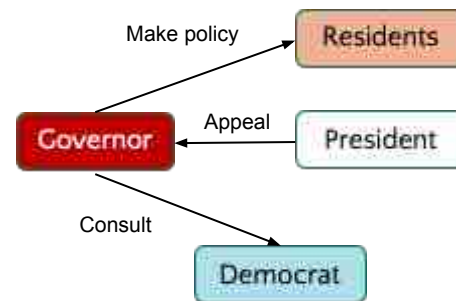 Make policy
Residents
Governor
Appeal
President
Consult
Democrat